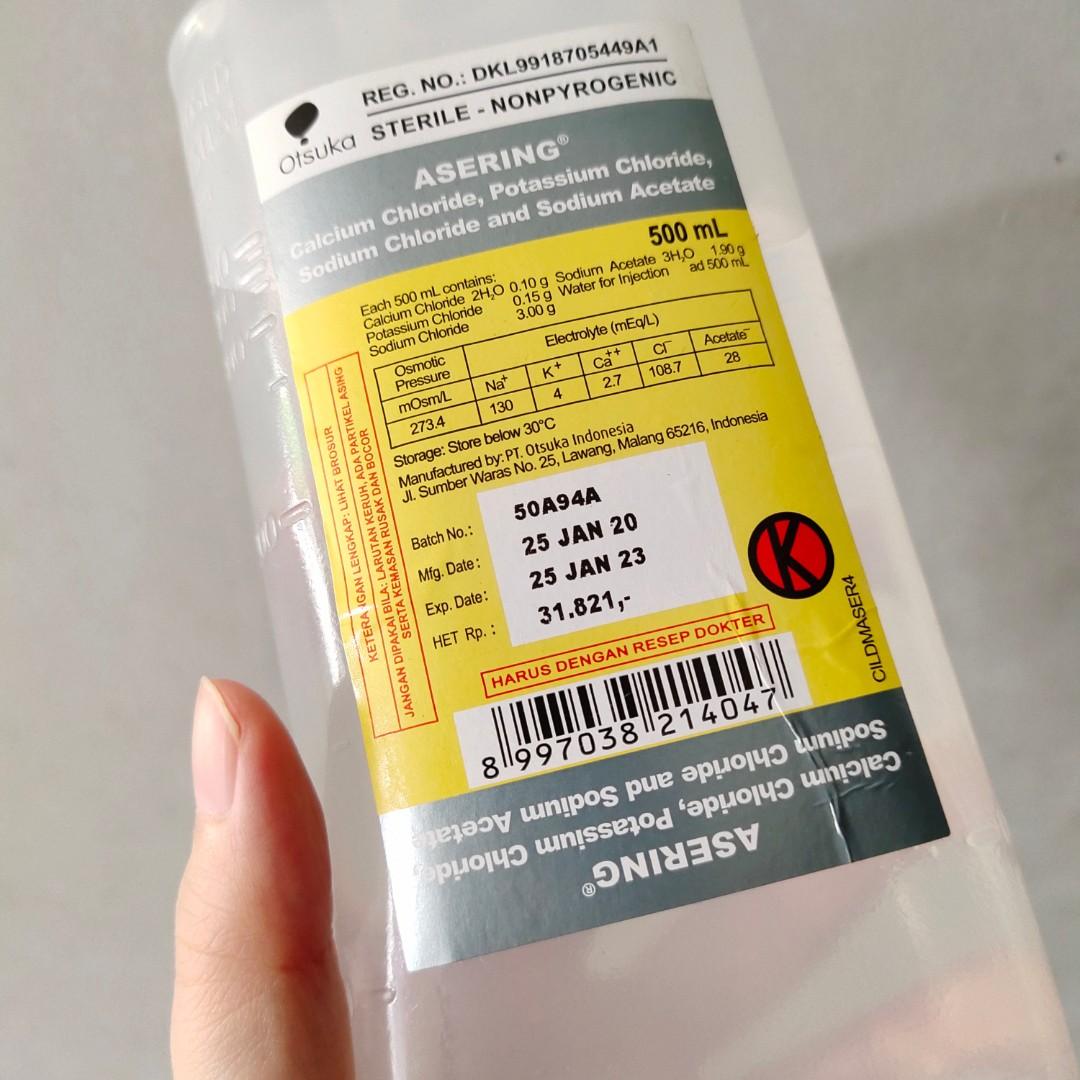 REG. NO.: DKL9918705449A1
STERILE - NONPYROGENIC
Otsuka
ASERING®
Calcium Chloride, Potassium Chloride,
Sodium Chloride and Sodium Acetate
500 mL
Each 500 mL contains:
Calcium Chloride 2H₂O 0.10 g Sodium Acetate 3H₂O 1.90 g
Potassium Chloride 0.15 g Water for Injection ad 500 mL
Sodium Chloride 3.00 g
Osmotic Pressure mOsm/L Electrolyte (mEq/L)
Na⁺ K⁺ Ca⁺⁺ Cl⁻ Acetate⁻
273.4 130 4 2.7 108.7 28
Storage: Store below 30°C
Manufactured by: PT. Otsuka Indonesia
Jl. Sumber Waras No. 25, Lawang, Malang 65216, Indonesia
Batch No.: 50A94A
Mfg. Date: 25 JAN 20
Exp. Date: 25 JAN 23
HET Rp.: 31.821,-
K
HARUS DENGAN RESEP DOKTER
8 997038 214047
CILDMASER4
KETERANGAN LENGKAP: LIHAT BROSUR
JANGAN DIPAKAI BILA: LARUTAN KERUH, ADA PARTIKEL ASING
SERTA KEMASAN RUSAK DAN BOCOR
ASERING®
Calcium Chloride, Potassium Chloride,
Sodium Chloride and Sodium Acetate
Sodium